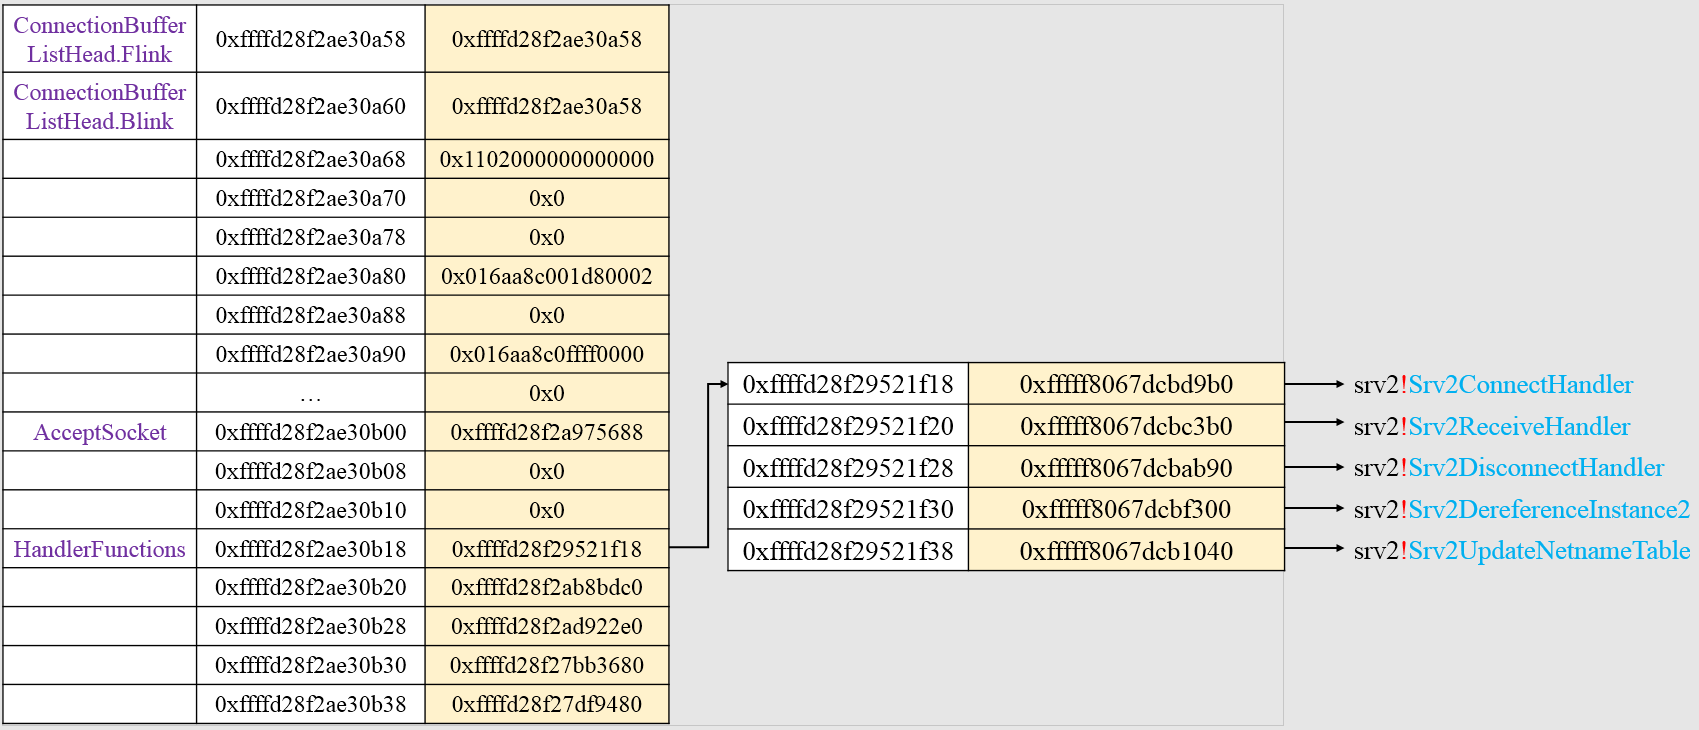 ConnectionBuffer
ListHead.Flink
0xffffd28f2ae30a58
0xffffd28f2ae30a58
ConnectionBuffer
ListHead.Blink
0xffffd28f2ae30a60
0xffffd28f2ae30a58
0xffffd28f2ae30a68
0x1102000000000000
0xffffd28f2ae30a70
0x0
0xffffd28f2ae30a78
0x0
0xffffd28f2ae30a80
0x016aa8c001d80002
0xffffd28f2ae30a88
0x0
0xffffd28f2ae30a90
0x016aa8c0ffff0000
…
0x0
AcceptSocket
0xffffd28f2ae30b00
0xffffd28f2a975688
0xffffd28f2ae30b08
0x0
0xffffd28f2ae30b10
0x0
HandlerFunctions
0xffffd28f2ae30b18
0xffffd28f29521f18
0xffffd28f2ae30b20
0xffffd28f2ab8bdc0
0xffffd28f2ae30b28
0xffffd28f2ad922e0
0xffffd28f2ae30b30
0xffffd28f27bb3680
0xffffd28f2ae30b38
0xffffd28f27df9480
0xffffd28f29521f18
0xfffff8067dcbd9b0
srv2!Srv2ConnectHandler
0xffffd28f29521f20
0xfffff8067dcbc3b0
srv2!Srv2ReceiveHandler
0xffffd28f29521f28
0xfffff8067dcbab90
srv2!Srv2DisconnectHandler
0xffffd28f29521f30
0xfffff8067dcbf300
srv2!Srv2DereferenceInstance2
0xffffd28f29521f38
0xfffff8067dcb1040
srv2!Srv2UpdateNetnameTable